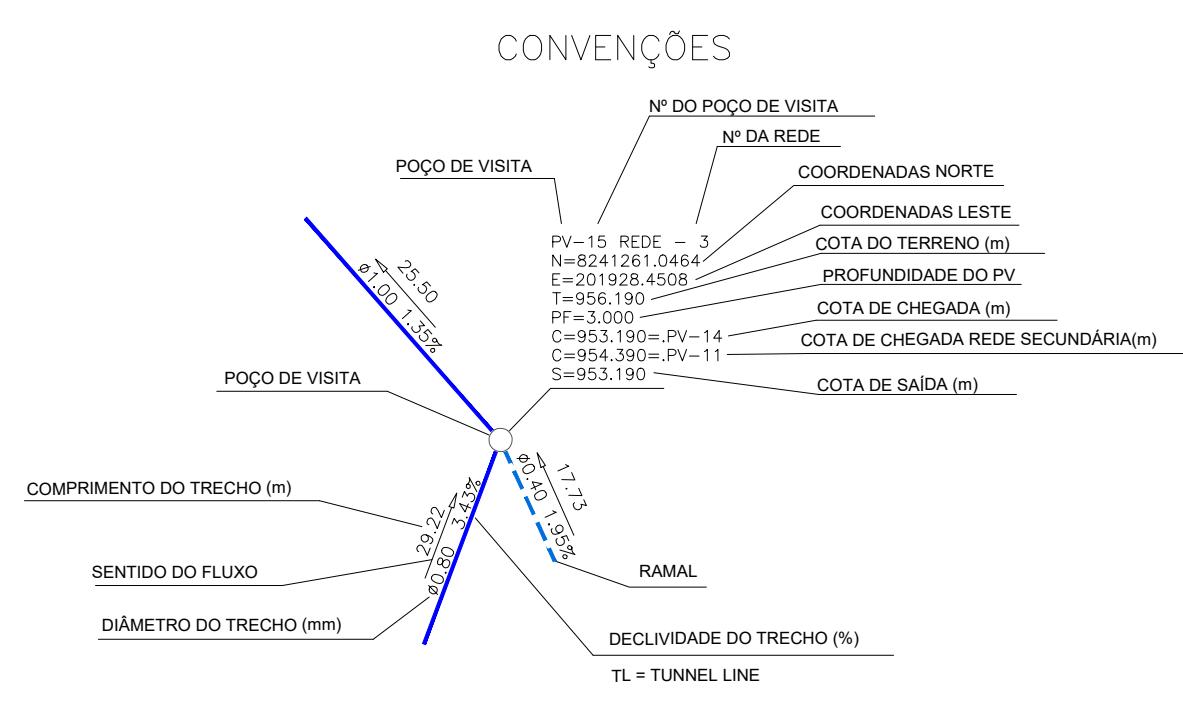 CONVENÇÕES
Nº DO POÇO DE VISITA
Nº DA REDE
POÇO DE VISITA
COORDENADAS NORTE
COORDENADAS LESTE
PV-15 REDE - 3
COTA DO TERRENO (m)
N=8241261.0464
E=201928.4508
PROFUNDIDADE DO PV
T=956.190
PF=3.000
COTA DE CHEGADA (m)
C=953.190=.PV-14
COTA DE CHEGADA REDE SECUNDÁRIA(m)
C=954.390=.PV-11
S=953.190
COTA DE SAÍDA (m)
25.50
ø1.00 1.35%
POÇO DE VISITA
17.73
ø0.40 1.95%
COMPRIMENTO DO TRECHO (m)
29.22
ø0.80 3.43%
SENTIDO DO FLUXO
RAMAL
DIÂMETRO DO TRECHO (mm)
DECLIVIDADE DO TRECHO (%)
TL = TUNNEL LINE